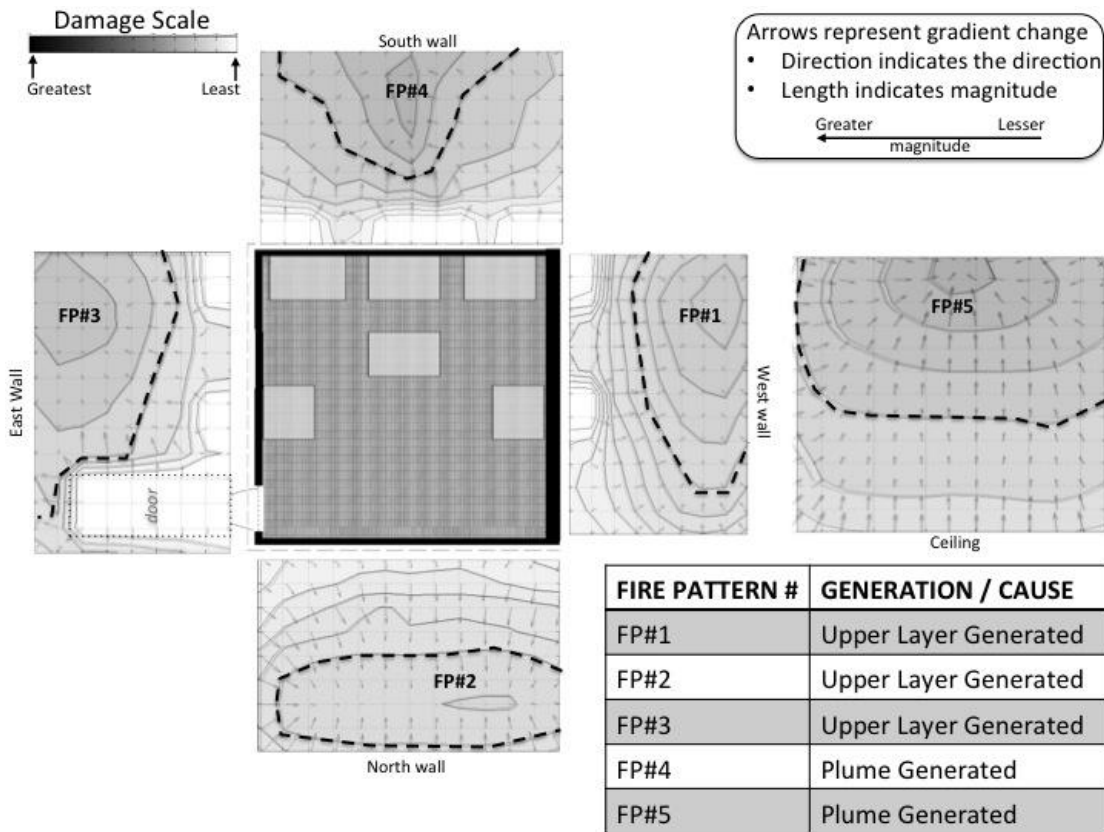 Damage Scale
Greatest
Least
South wall
FP#4
Arrows represent gradient change
• Direction indicates the direction
• Length indicates magnitude
Greater Lesser
magnitude
FP#3
East Wall
door
FP#1
West wall
FP#5
Ceiling
FP#2
North wall
FIRE PATTERN # GENERATION / CAUSE
FP#1 Upper Layer Generated
FP#2 Upper Layer Generated
FP#3 Upper Layer Generated
FP#4 Plume Generated
FP#5 Plume Generated